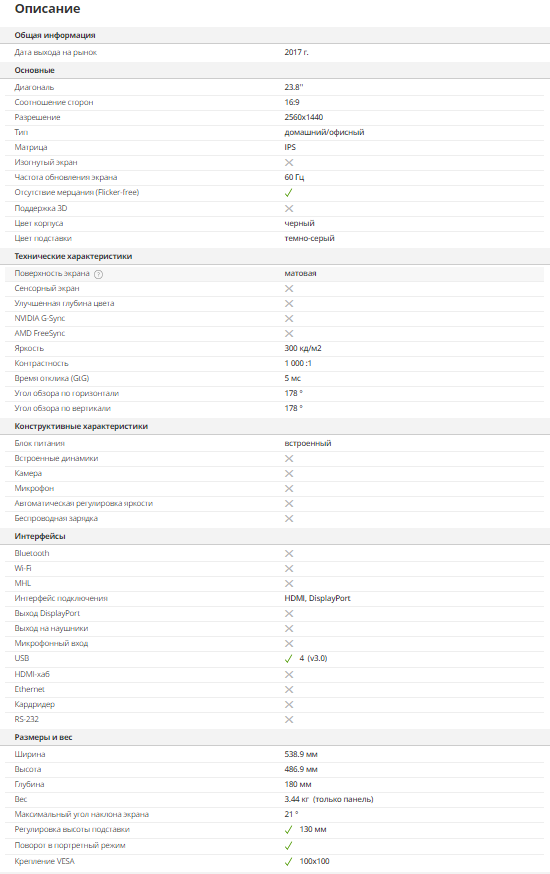 Описание
Общая информация
Дата выхода на рынок 2017 г.
Основные
Диагональ 23.8"
Соотношение сторон 16:9
Разрешение 2560x1440
Тип домашний/офисный
Матрица IPS
Изогнутый экран
Частота обновления экрана 60 Гц
Отсутствие мерцания (Flicker-free)
Поддержка 3D
Цвет корпуса черный
Цвет подставки темно-серый
Технические характеристики
Поверхность экрана ? матовая
Сенсорный экран
Улучшенная глубина цвета
NVIDIA G-Sync
AMD FreeSync
Яркость 300 кд/м2
Контрастность 1 000 :1
Время отклика (GtG) 5 мс
Угол обзора по горизонтали 178 °
Угол обзора по вертикали 178 °
Конструктивные характеристики
Блок питания встроенный
Встроенные динамики
Камера
Микрофон
Автоматическая регулировка яркости
Беспроводная зарядка
Интерфейсы
Bluetooth
Wi-Fi
MHL
Интерфейс подключения HDMI, DisplayPort
Выход DisplayPort
Выход на наушники
Микрофонный вход
USB 4 (v3.0)
HDMI-хаб
Ethernet
Кардридер
RS-232
Размеры и вес
Ширина 538.9 мм
Высота 486.9 мм
Глубина 180 мм
Вес 3.44 кг (только панель)
Максимальный угол наклона экрана 21 °
Регулировка высоты подставки 130 мм
Поворот в портретный режим
Крепление VESA 100x100